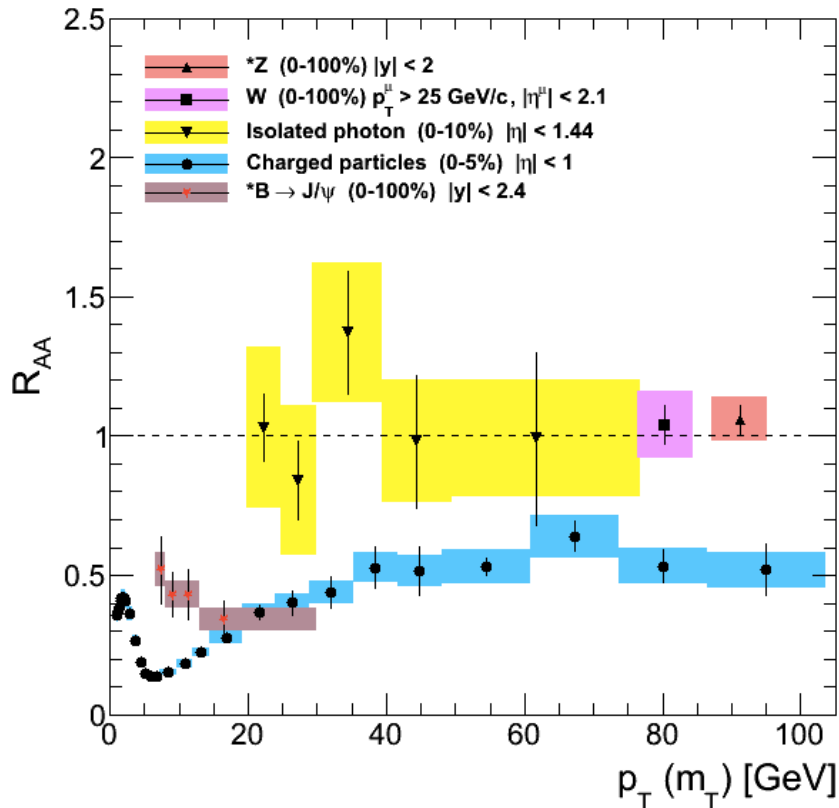 2.5
2
1.5
1
0.5
0
R_AA
*Z (0-100%) |y| < 2
W (0-100%) p_T^μ > 25 GeV/c, |η^μ| < 2.1
Isolated photon (0-10%) |η| < 1.44
Charged particles (0-5%) |η| < 1
*B → J/ψ (0-100%) |y| < 2.4
0 20 40 60 80 100
p_T (m_T) [GeV]